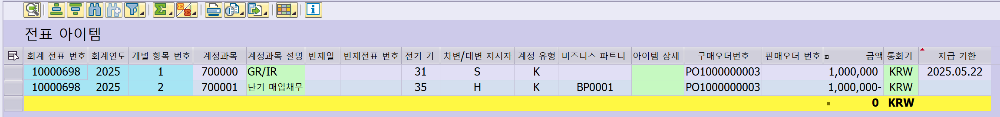 전표 아이템
회계 전표 번호 회계연도 개별 항목 번호 계정과목 계정과목 설명 반제일 반제전표 번호 전기 키 차변/대변 지시자 계정 유형 비즈니스 파트너 아이템 상세 구매오더번호 판매오더 번호 Σ 금액 통화키 지급 기한
10000698 2025 1 700000 GR/IR 31 S K PO1000000003 1,000,000 KRW 2025.05.22
10000698 2025 2 700001 단기 매입채무 35 H K BP0001 PO1000000003 1,000,000- KRW
0 KRW